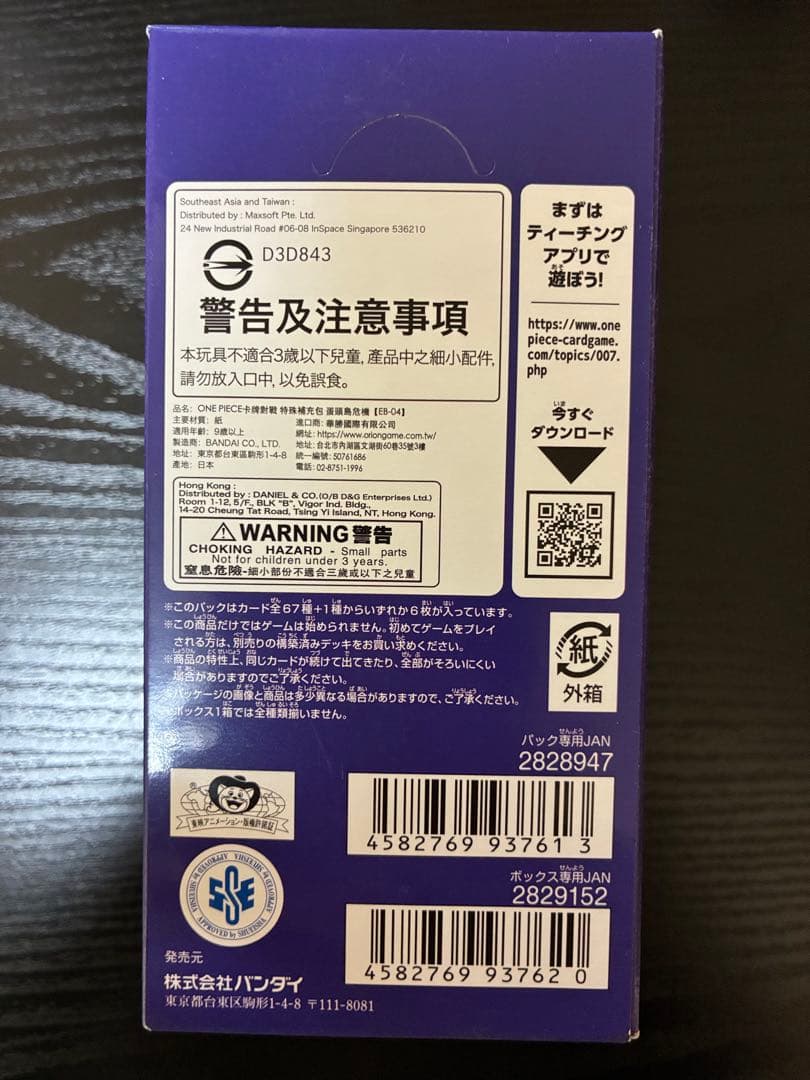 Southeast Asia and Taiwan :
Distributed by : Maxsoft Pte. Ltd.
24 New Industrial Road #06-08 InSpace Singapore 536210
D3D843
警告及注意事項
本玩具不適合3歲以下兒童, 產品中之細小配件,
請勿放入口中, 以免誤食。
品名: ONE PIECE卡牌對戰 特殊補充包 蛋頭島危機【EB-04】
主要材質: 紙
適用年齡: 9歲以上
製造商: BANDAI CO., LTD.
地址: 東京都台東區駒形1-4-8
產地: 日本
進口商: 華勝國際有限公司
網址: https://www.oriongame.com.tw/
地址: 台北市內湖區文湖街60巷35號3樓
統一編號: 50761686
電話: 02-8751-1996
Hong Kong :
Distributed by : DANIEL & CO.(O/B D&G Enterprises Ltd.)
Room 1-12, 5/F., BLK "B", Vigor Ind. Bldg.,
14-20 Cheung Tat Road, Tsing Yi Island, NT, Hong Kong.
WARNING 警告
CHOKING HAZARD - Small parts
Not for children under 3 years.
窒息危險-細小部份不適合三歲或以下之兒童
まずは
ティーチング
アプリで
遊ぼう!
https://www.one
piece-cardgame.
com/topics/007.
php
今すぐ
ダウンロード
※このパックはカード全67種+1種からいずれか6枚が入っています。
※この商品だけではゲームは始められません。初めてゲームをプレイ
される方は、別売りの構築済みデッキをお買い求めください。
※商品の特性上、同じカードが続けて出てきたり、全部がそろいにくい
場合がありますのでご了承ください。
※パッケージの画像と商品は多少異なる場合がありますので、ご了承ください。
※ボックス1箱では全種類揃いません。
紙
外箱
パック専用JAN
2828947
4582769 93761 3
ボックス専用JAN
2829152
4582769 93762 0
®
東映アニメーション・版権許諾証
APPROVED by SHUEISHA
発売元
株式会社バンダイ
東京都台東区駒形1-4-8 〒111-8081